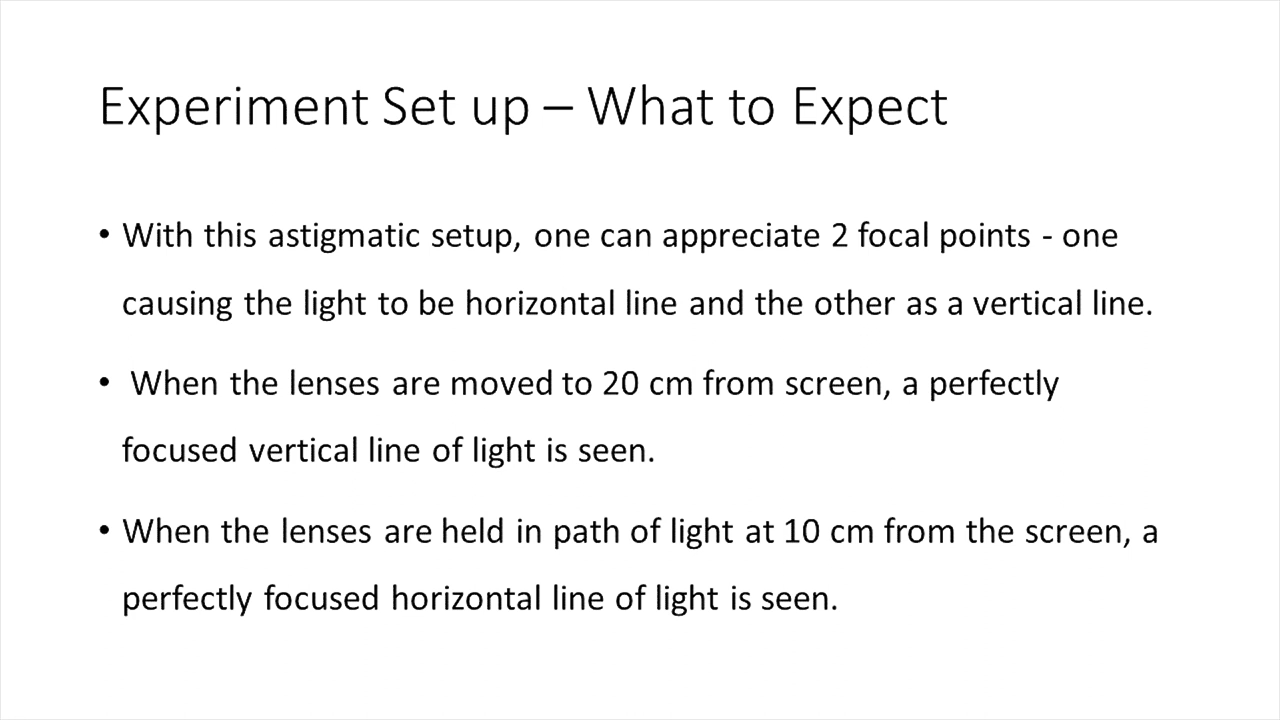 Experiment Set up – What to Expect
• With this astigmatic setup, one can appreciate 2 focal points - one
causing the light to be horizontal line and the other as a vertical line.
• When the lenses are moved to 20 cm from screen, a perfectly
focused vertical line of light is seen.
• When the lenses are held in path of light at 10 cm from the screen, a
perfectly focused horizontal line of light is seen.